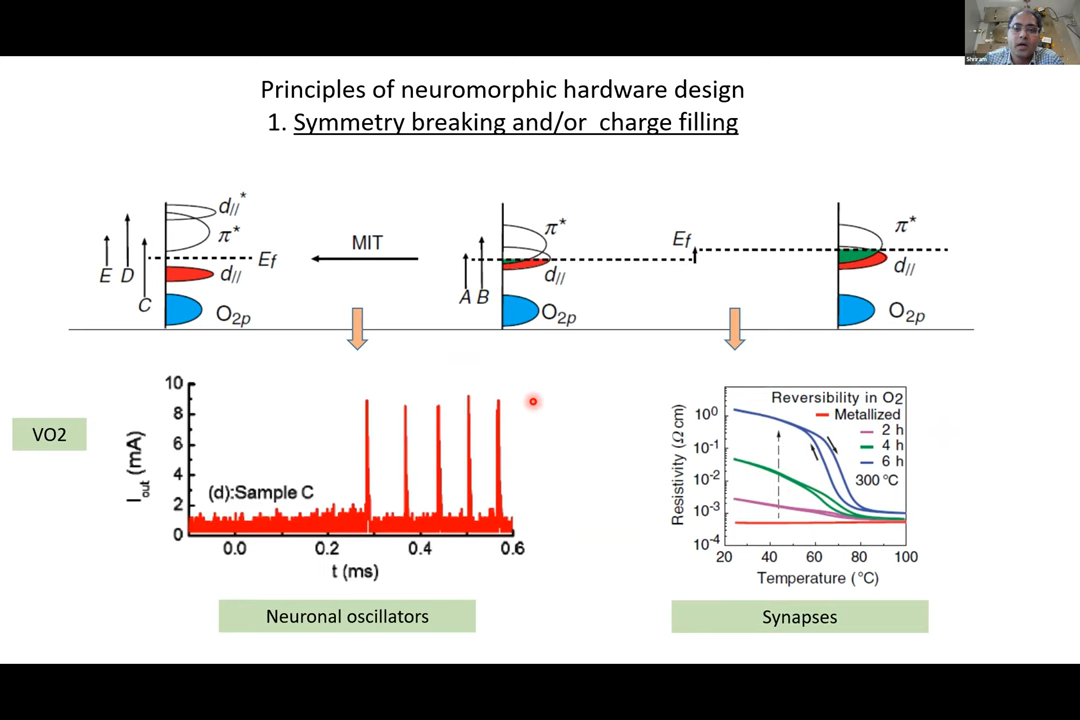 Shriram
Principles of neuromorphic hardware design
1. Symmetry breaking and/or charge filling
d//*
π*
Ef
d//
O2p
E D C
MIT
π*
d//
O2p
A B
Ef
π*
d//
O2p
VO2
10
8
6
4
2
0
Iout (mA)
(d):Sample C
0.0 0.2 0.4 0.6
t (ms)
Neuronal oscillators
Reversibility in O2
Metallized
2 h
4 h
6 h
300 °C
Resistivity (Ω cm)
10⁰
10⁻¹
10⁻²
10⁻³
10⁻⁴
20 40 60 80 100
Temperature (°C)
Synapses